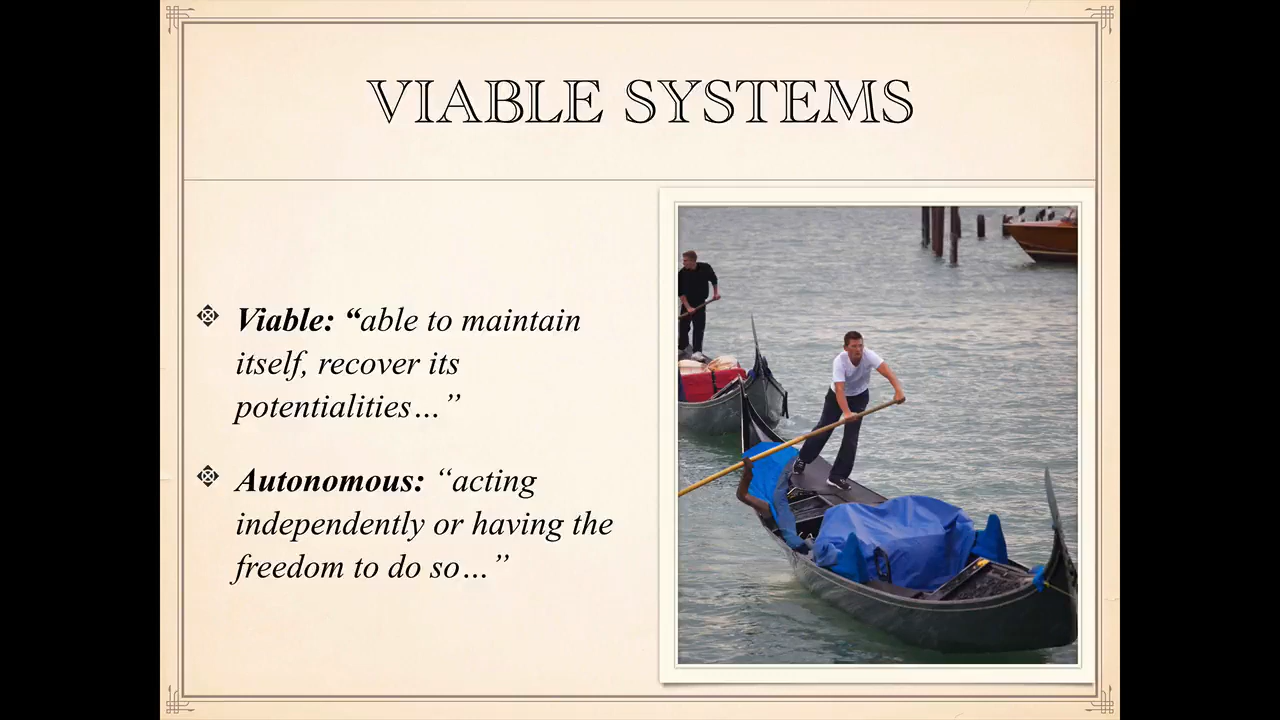 VIABLE SYSTEMS
Viable: “able to maintain
itself, recover its
potentialities…”
Autonomous: “acting
independently or having the
freedom to do so…”